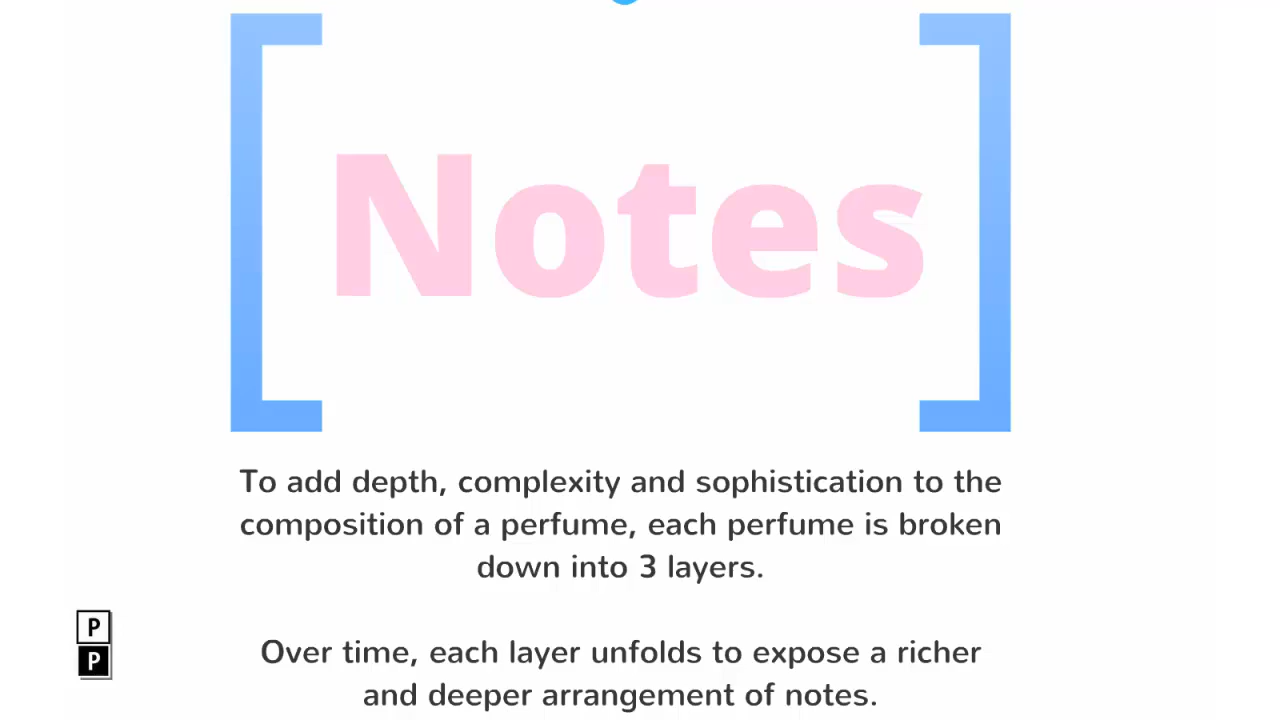 Notes
To add depth, complexity and sophistication to the
composition of a perfume, each perfume is broken
down into 3 layers.
Over time, each layer unfolds to expose a richer
and deeper arrangement of notes.
P
P